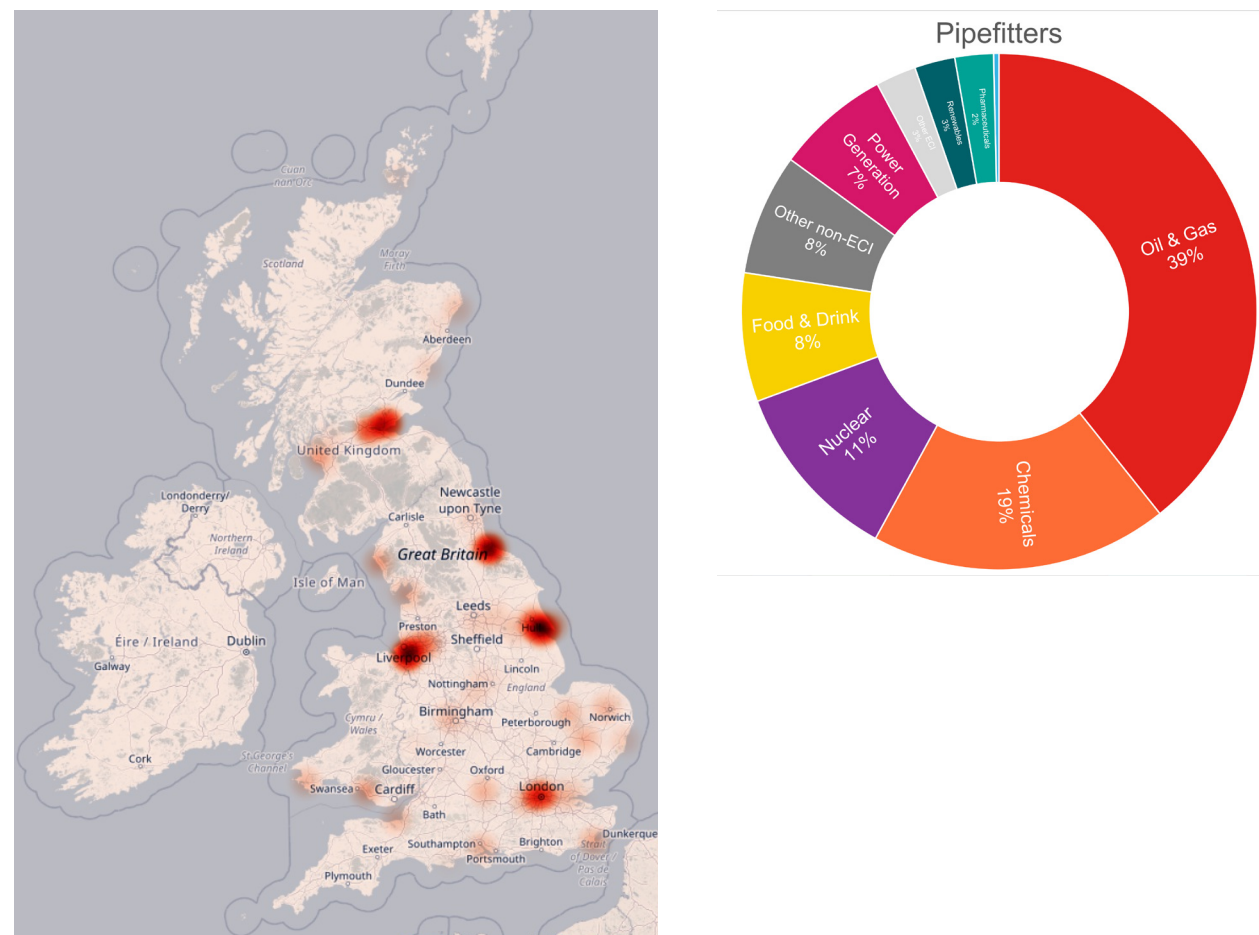 Cuan
nan Orc
Scotland
Moray
Firth
Aberdeen
Dundee
United Kingdom
Londonderry/
Derry
Northern
Ireland
Newcastle
upon Tyne
Carlisle
Great Britain
Isle of Man
Leeds
Preston
Sheffield
Éire / Ireland
Dublin
Galway
Liverpool
Lincoln
Nottingham
England
Birmingham
Peterborough
Norwich
Cymru /
Wales
Worcester
Cambridge
Cork
St George's
Channel
Gloucester
Oxford
Swansea
Cardiff
London
Bath
Southampton
Brighton
Dunkerque
Exeter
Portsmouth
Strait
of Dover /
Pas de
Calais
Plymouth
Pipefitters
Oil & Gas
39%
Chemicals
19%
Nuclear
11%
Food & Drink
8%
Other non-ECI
8%
Power
Generation
7%
Other ECI
3%
Renewables
3%
Pharmaceuticals
2%